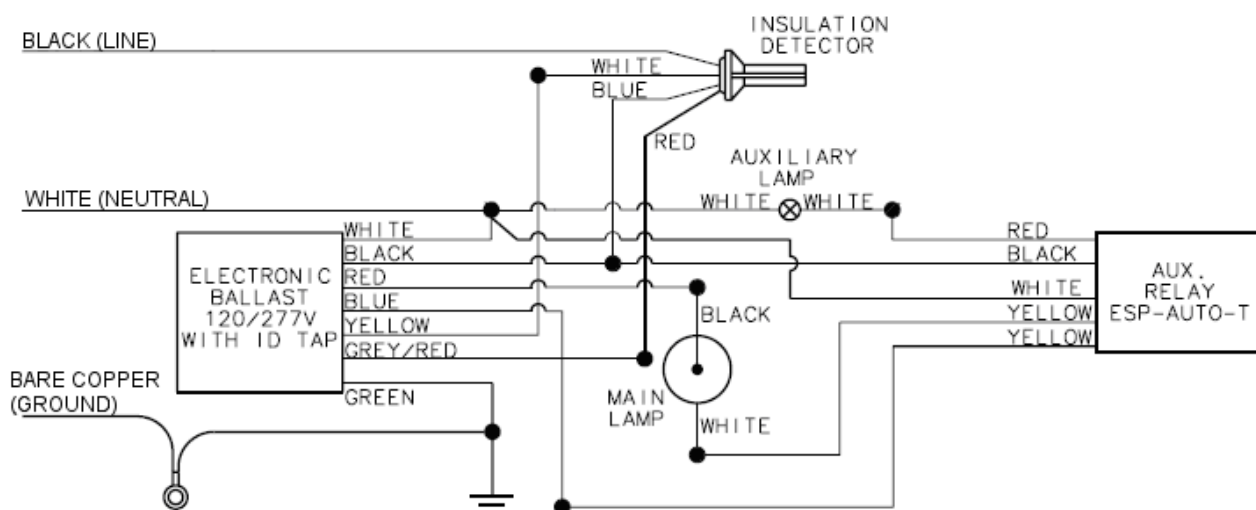 INSULATION
DETECTOR
BLACK (LINE)
WHITE
BLUE
RED
AUXILIARY
LAMP
WHITE (NEUTRAL)
WHITE
WHITE
WHITE
BLACK
RED
BLUE
YELLOW
GREY/RED
GREEN
ELECTRONIC
BALLAST
120/277V
WITH ID TAP
RED
BLACK
WHITE
YELLOW
YELLOW
AUX.
RELAY
ESP-AUTO-T
BLACK
MAIN
LAMP
WHITE
BARE COPPER
(GROUND)